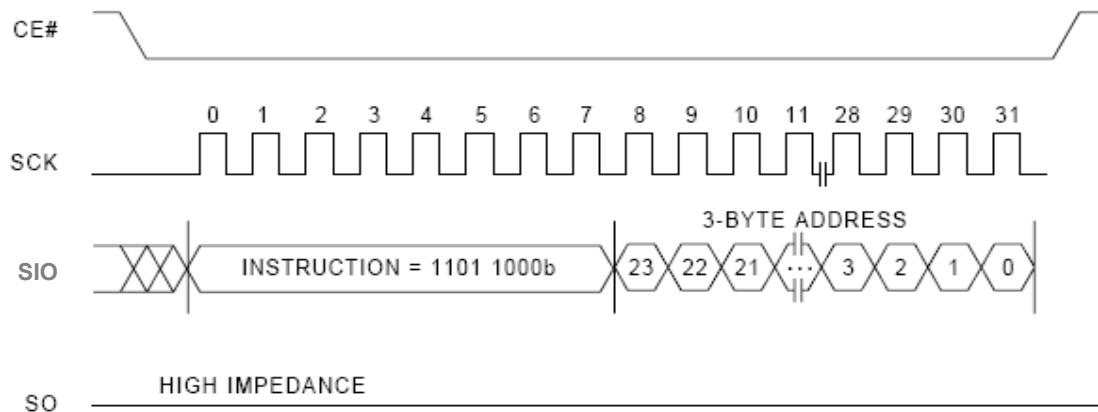 CE#
0 1 2 3 4 5 6 7 8 9 10 11 28 29 30 31
SCK
3-BYTE ADDRESS
SIO INSTRUCTION = 1101 1000b 23 22 21 ... 3 2 1 0
HIGH IMPEDANCE
SO